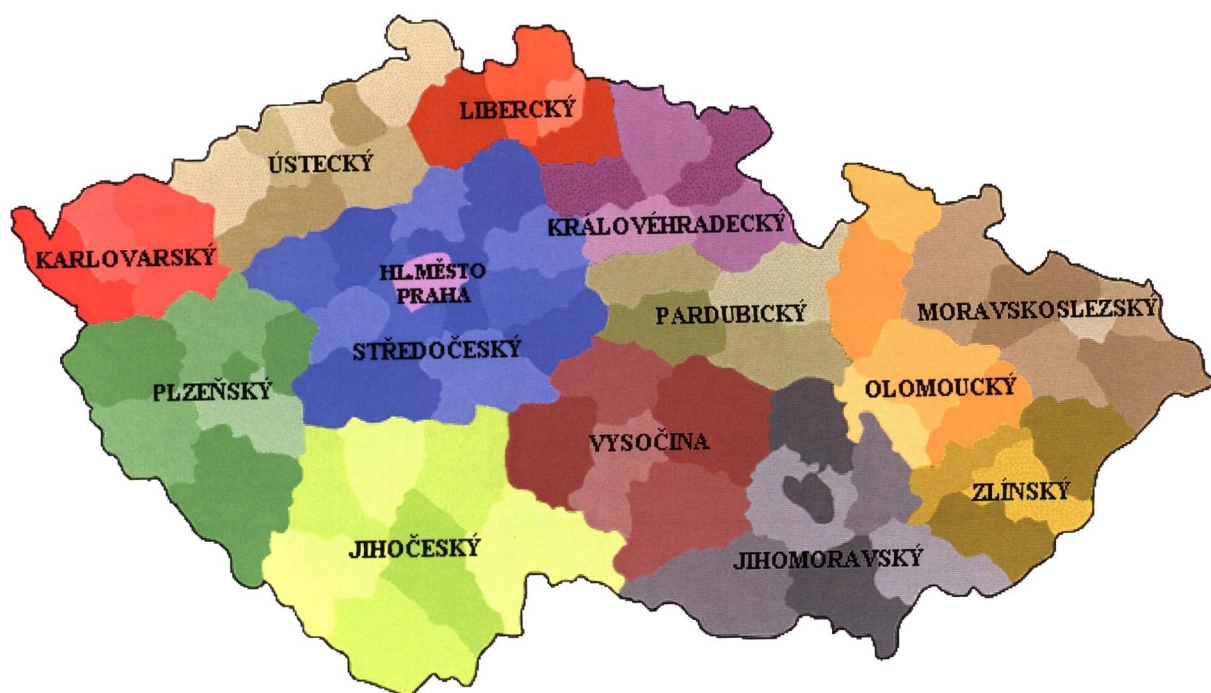 LIBERCKÝ
ÚSTECKÝ
KRÁLOVÉHRADECKÝ
KARLOVARSKÝ
HL.MĚSTO
PRAHA
PARDUBICKÝ
MORAVSKOSLEZSKÝ
STŘEDOČESKÝ
PLZEŇSKÝ
OLOMOUCKÝ
VYSOČINA
ZLÍNSKÝ
JIHOČESKÝ
JIHOMORAVSKÝ